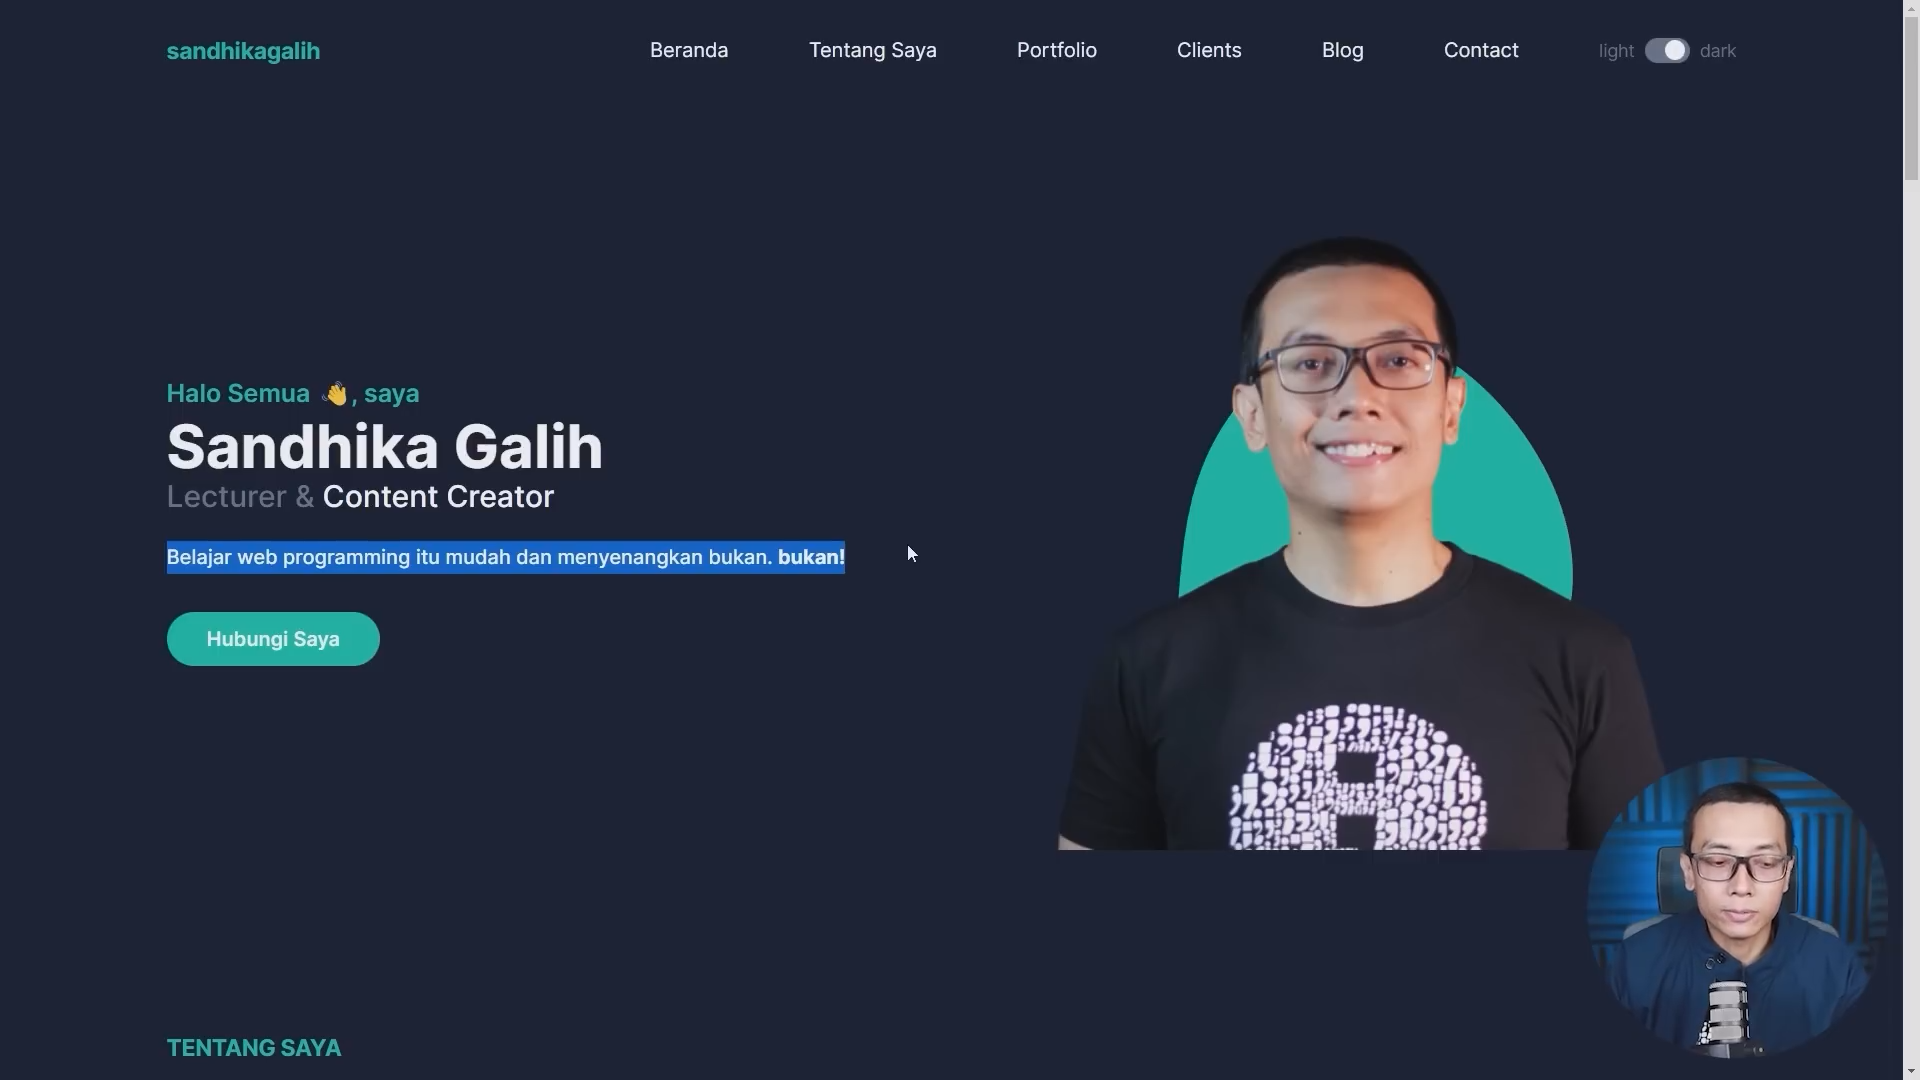 sandhikagalih
Beranda
Tentang Saya
Portfolio
Clients
Blog
Contact
light
dark
Halo Semua 👋, saya
Sandhika Galih
Lecturer & Content Creator
Belajar web programming itu mudah dan menyenangkan bukan. bukan!
Hubungi Saya
TENTANG SAYA